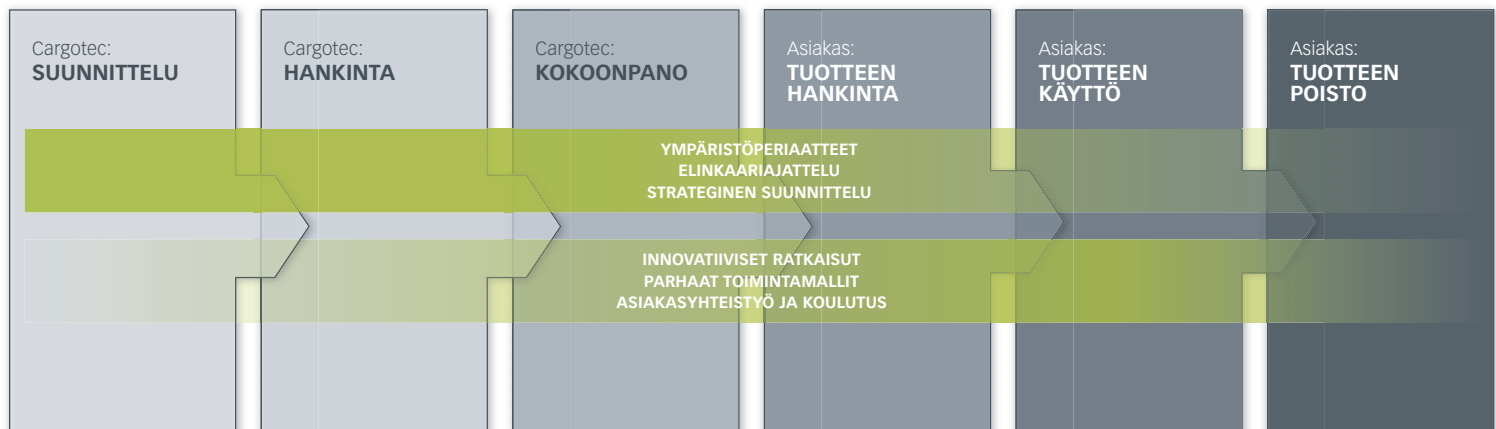 Cargotec:
SUUNNITTELU
Cargotec:
HANKINTA
Cargotec:
KOKOONPANO
Asiakas:
TUOTTEEN
HANKINTA
Asiakas:
TUOTTEEN
KÄYTTÖ
Asiakas:
TUOTTEEN
POISTO
YMPÄRISTÖPERIAATTEET
ELINKAARIAJATTELU
STRATEGINEN SUUNNITTELU
INNOVATIIVISET RATKAISUT
PARHAAT TOIMINTAMALLIT
ASIAKASYHTEISTYÖ JA KOULUTUS